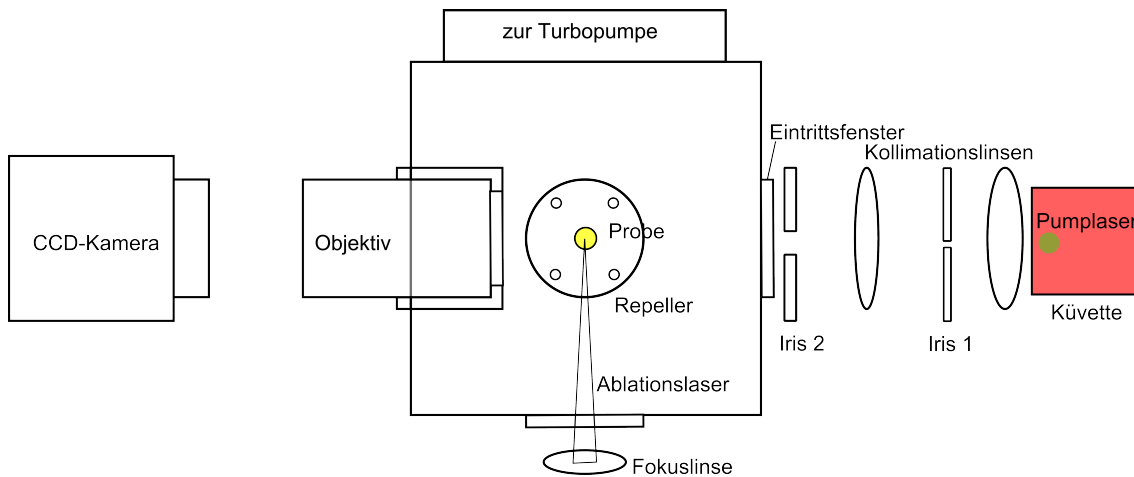 zur Turbopumpe
Eintrittsfenster
Kollimationslinsen
CCD-Kamera
Objektiv
Probe
Pumplaser
Repeller
Küvette
Iris 2
Iris 1
Ablationslaser
Fokuslinse